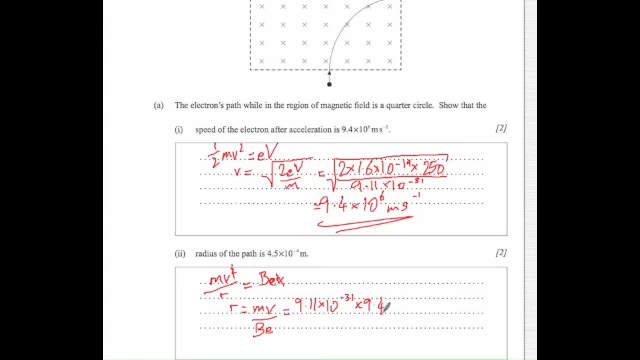 (a) The electron's path while in the region of magnetic field is a quarter circle. Show that the
(i) speed of the electron after acceleration is 9.4×10⁶ m s⁻¹. [2]
½ mv² = eV
v = √(2eV/m) = √(2×1.6×10⁻¹⁹×250 / 9.11×10⁻³¹)
=9.4×10⁶ ms⁻¹
(ii) radius of the path is 4.5×10⁻² m. [2]
mv²/r = Bev
r = mv/Be = 9.11×10⁻³¹×9.4